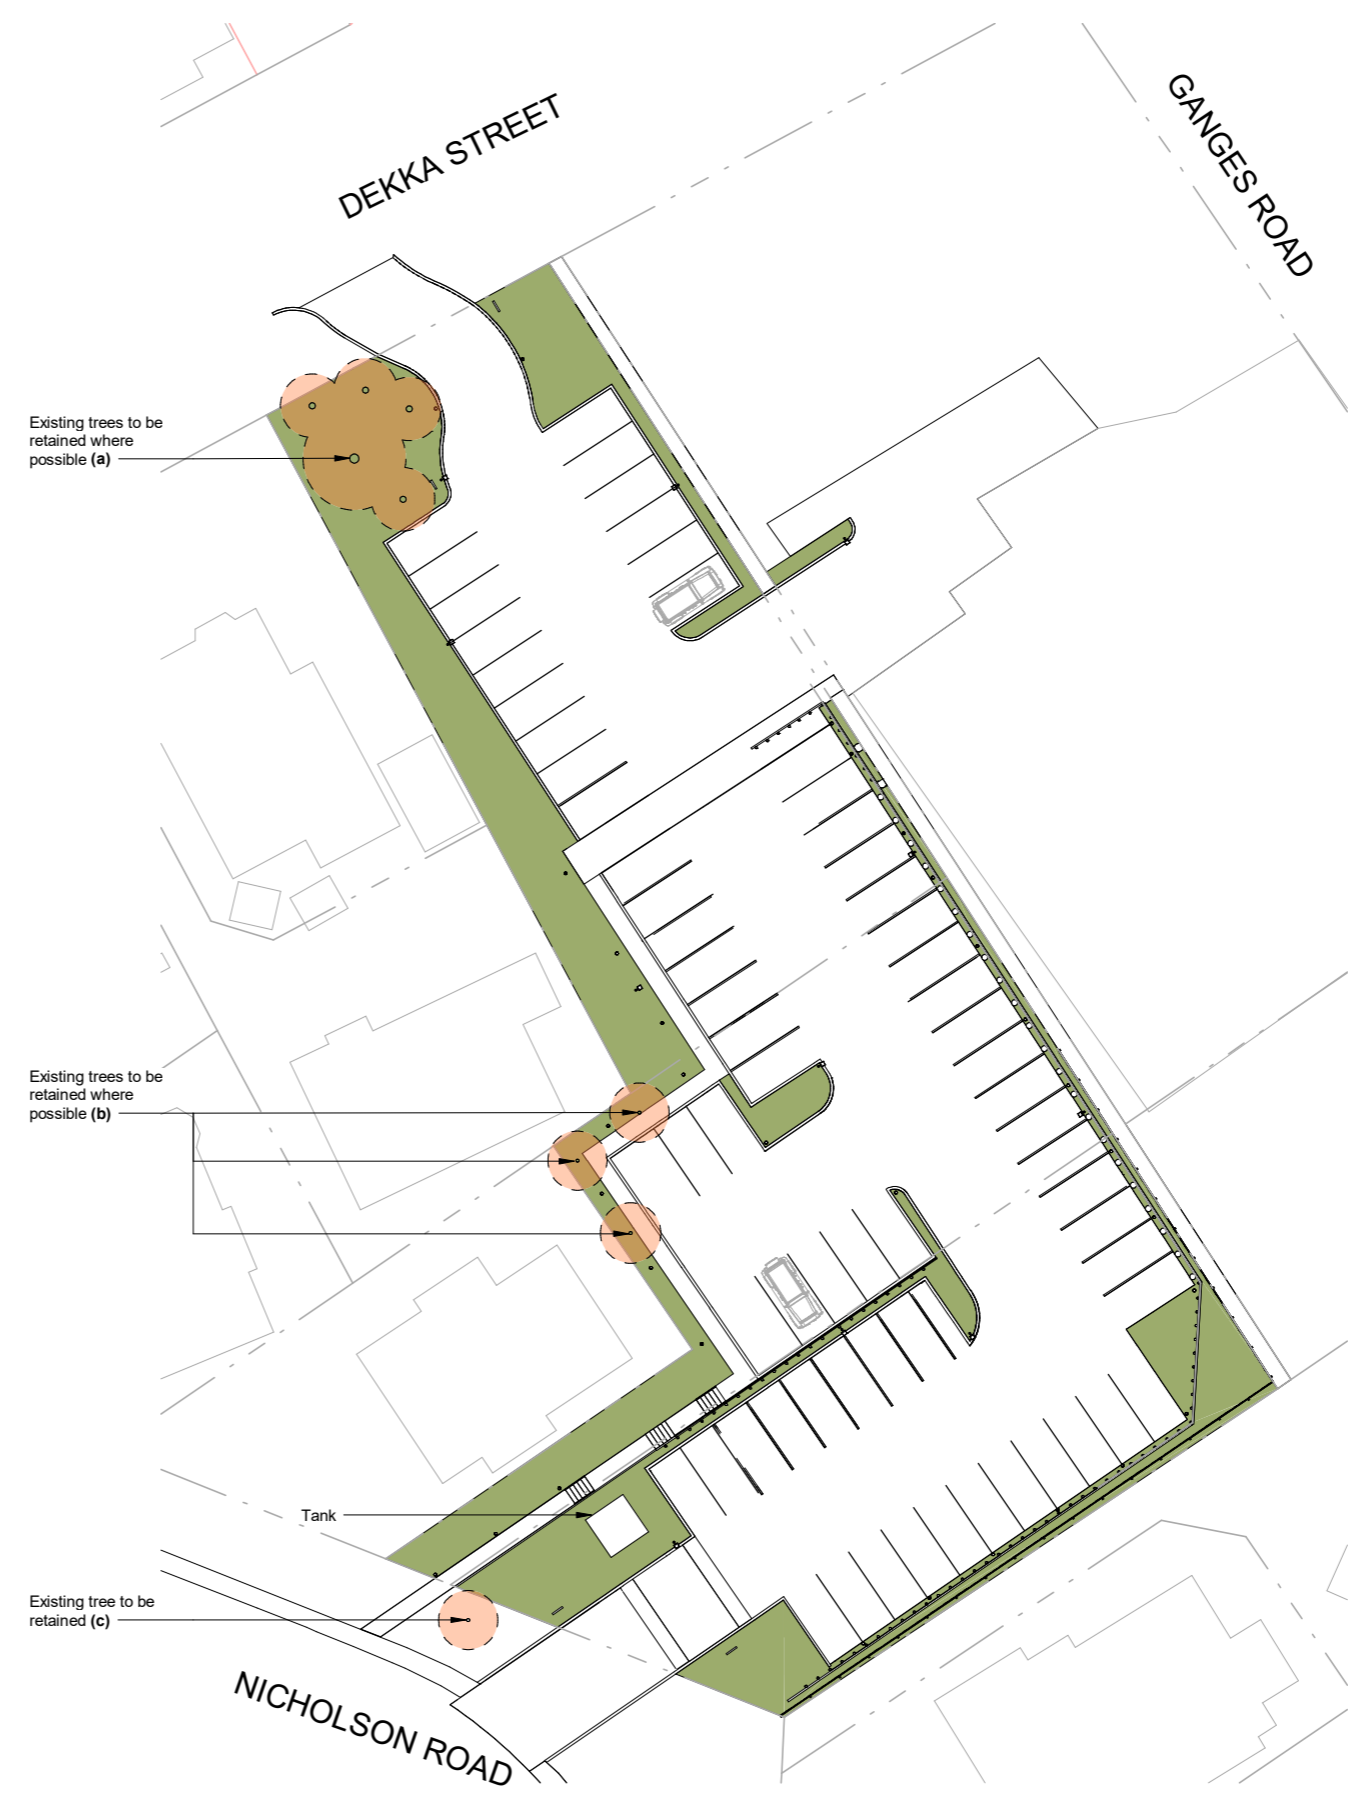 DEKKA STREET
GANGES ROAD
Existing trees to be
retained where
possible (a)
Existing trees to be
retained where
possible (b)
Tank
Existing tree to be
retained (c)
NICHOLSON ROAD